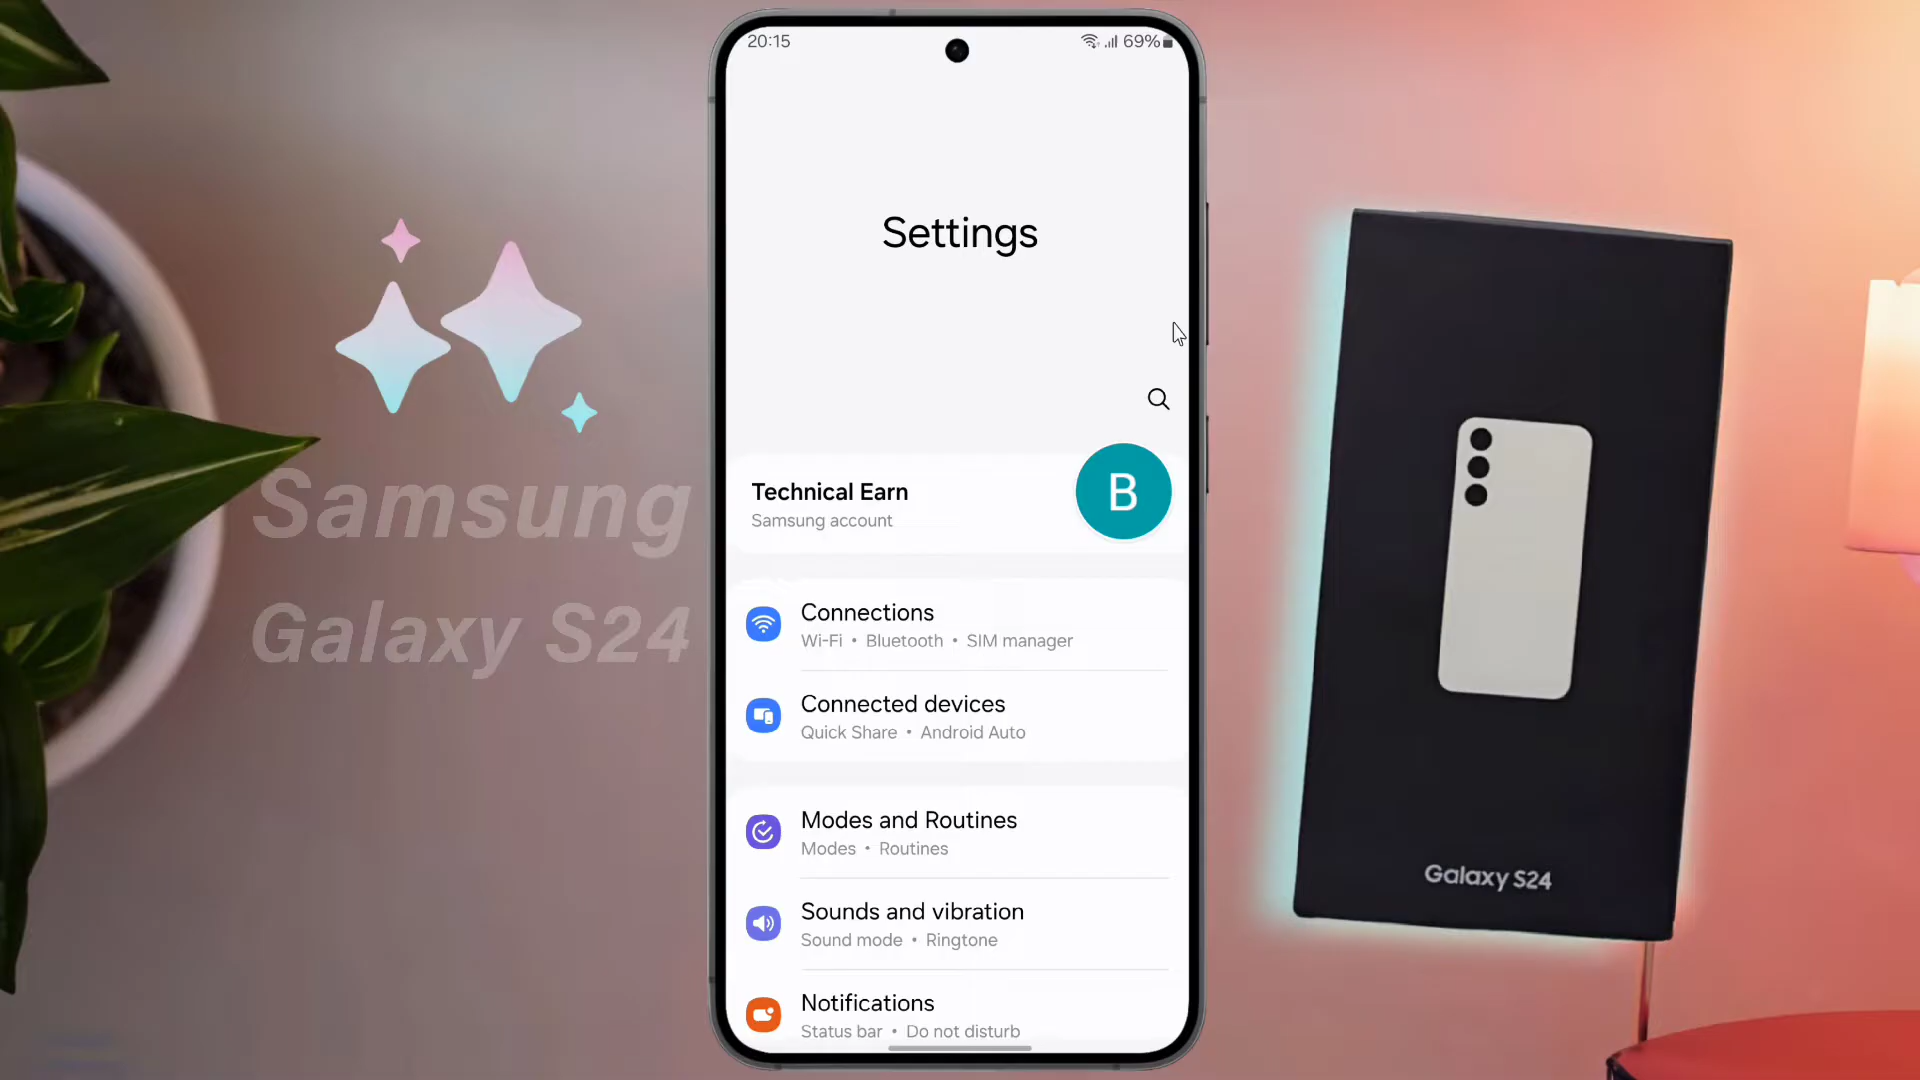 20:15
69%
Settings
Technical Earn
Samsung account
B
Connections
Wi-Fi • Bluetooth • SIM manager
Connected devices
Quick Share • Android Auto
Modes and Routines
Modes • Routines
Sounds and vibration
Sound mode • Ringtone
Notifications
Status bar • Do not disturb
Samsung
Galaxy S24
Galaxy S24